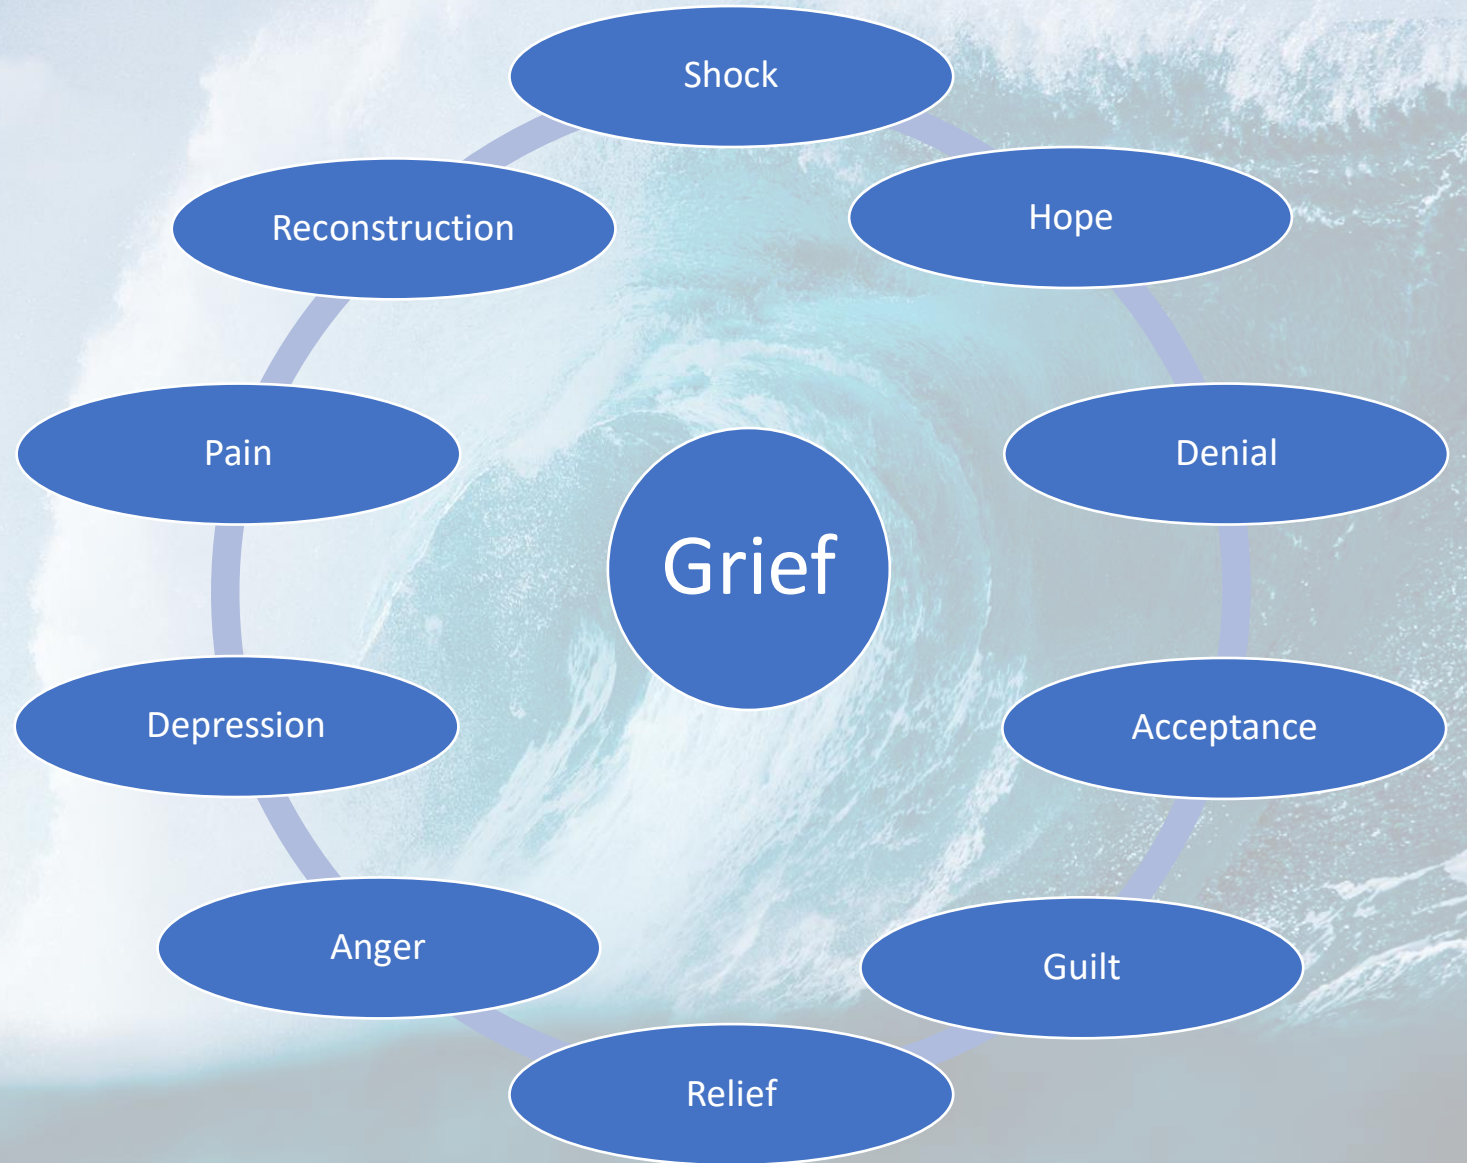 Shock
Hope
Denial
Acceptance
Guilt
Relief
Anger
Depression
Pain
Reconstruction
Grief